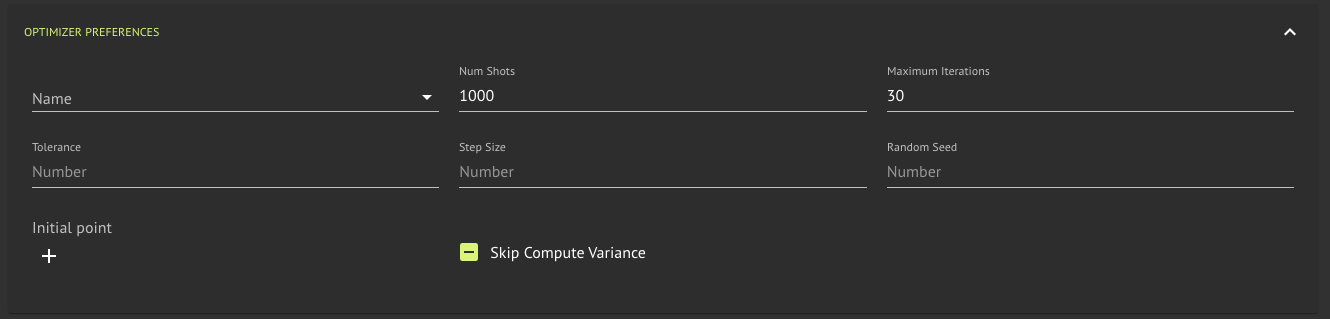 OPTIMIZER PREFERENCES
Name
Num Shots
1000
Maximum Iterations
30
Tolerance
Number
Step Size
Number
Random Seed
Number
Initial point
Skip Compute Variance